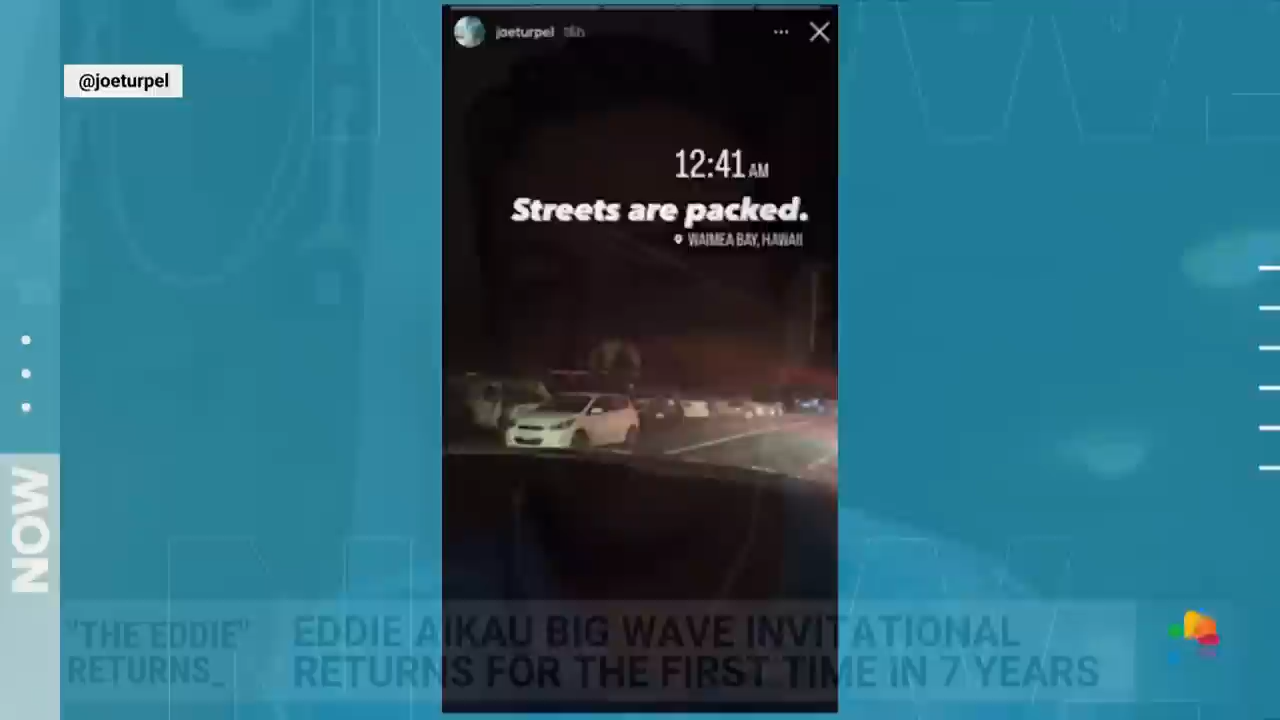 joeturpel
@joeturpel
12:41 AM
Streets are packed.
WAIMEA BAY, HAWAII
NOW
"THE EDDIE"
RETURNS_
EDDIE AIKAU BIG WAVE INVITATIONAL
RETURNS FOR THE FIRST TIME IN 7 YEARS